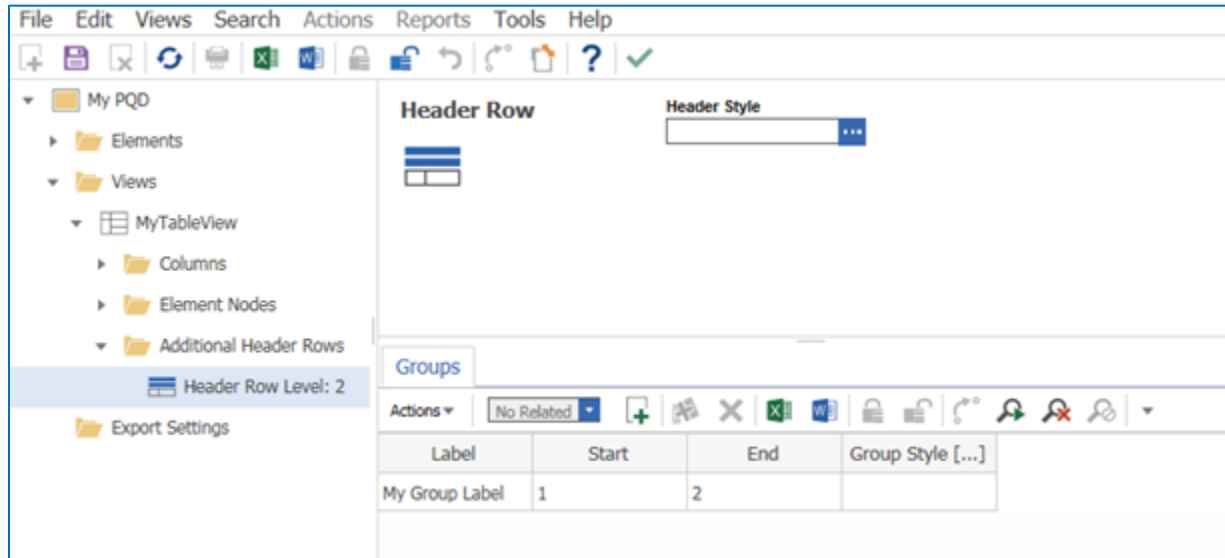 File Edit Views Search Actions Reports Tools Help
My PQD
Elements
Views
MyTableView
Columns
Element Nodes
Additional Header Rows
Header Row Level: 2
Export Settings
Header Row
Header Style
Groups
Actions No Related
Label Start End Group Style [...]
My Group Label 1 2